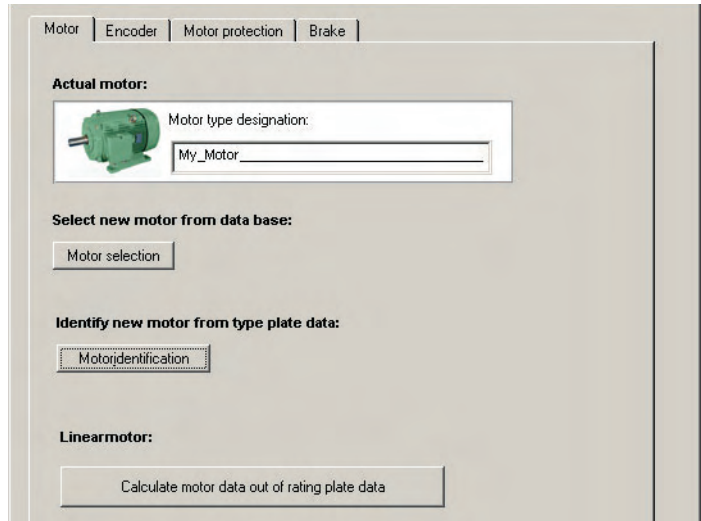 Motor Encoder Motor protection Brake
Actual motor:
Motor type designation:
My_Motor
Select new motor from data base:
Motor selection
Identify new motor from type plate data:
Motoridentification
Linearmotor:
Calculate motor data out of rating plate data